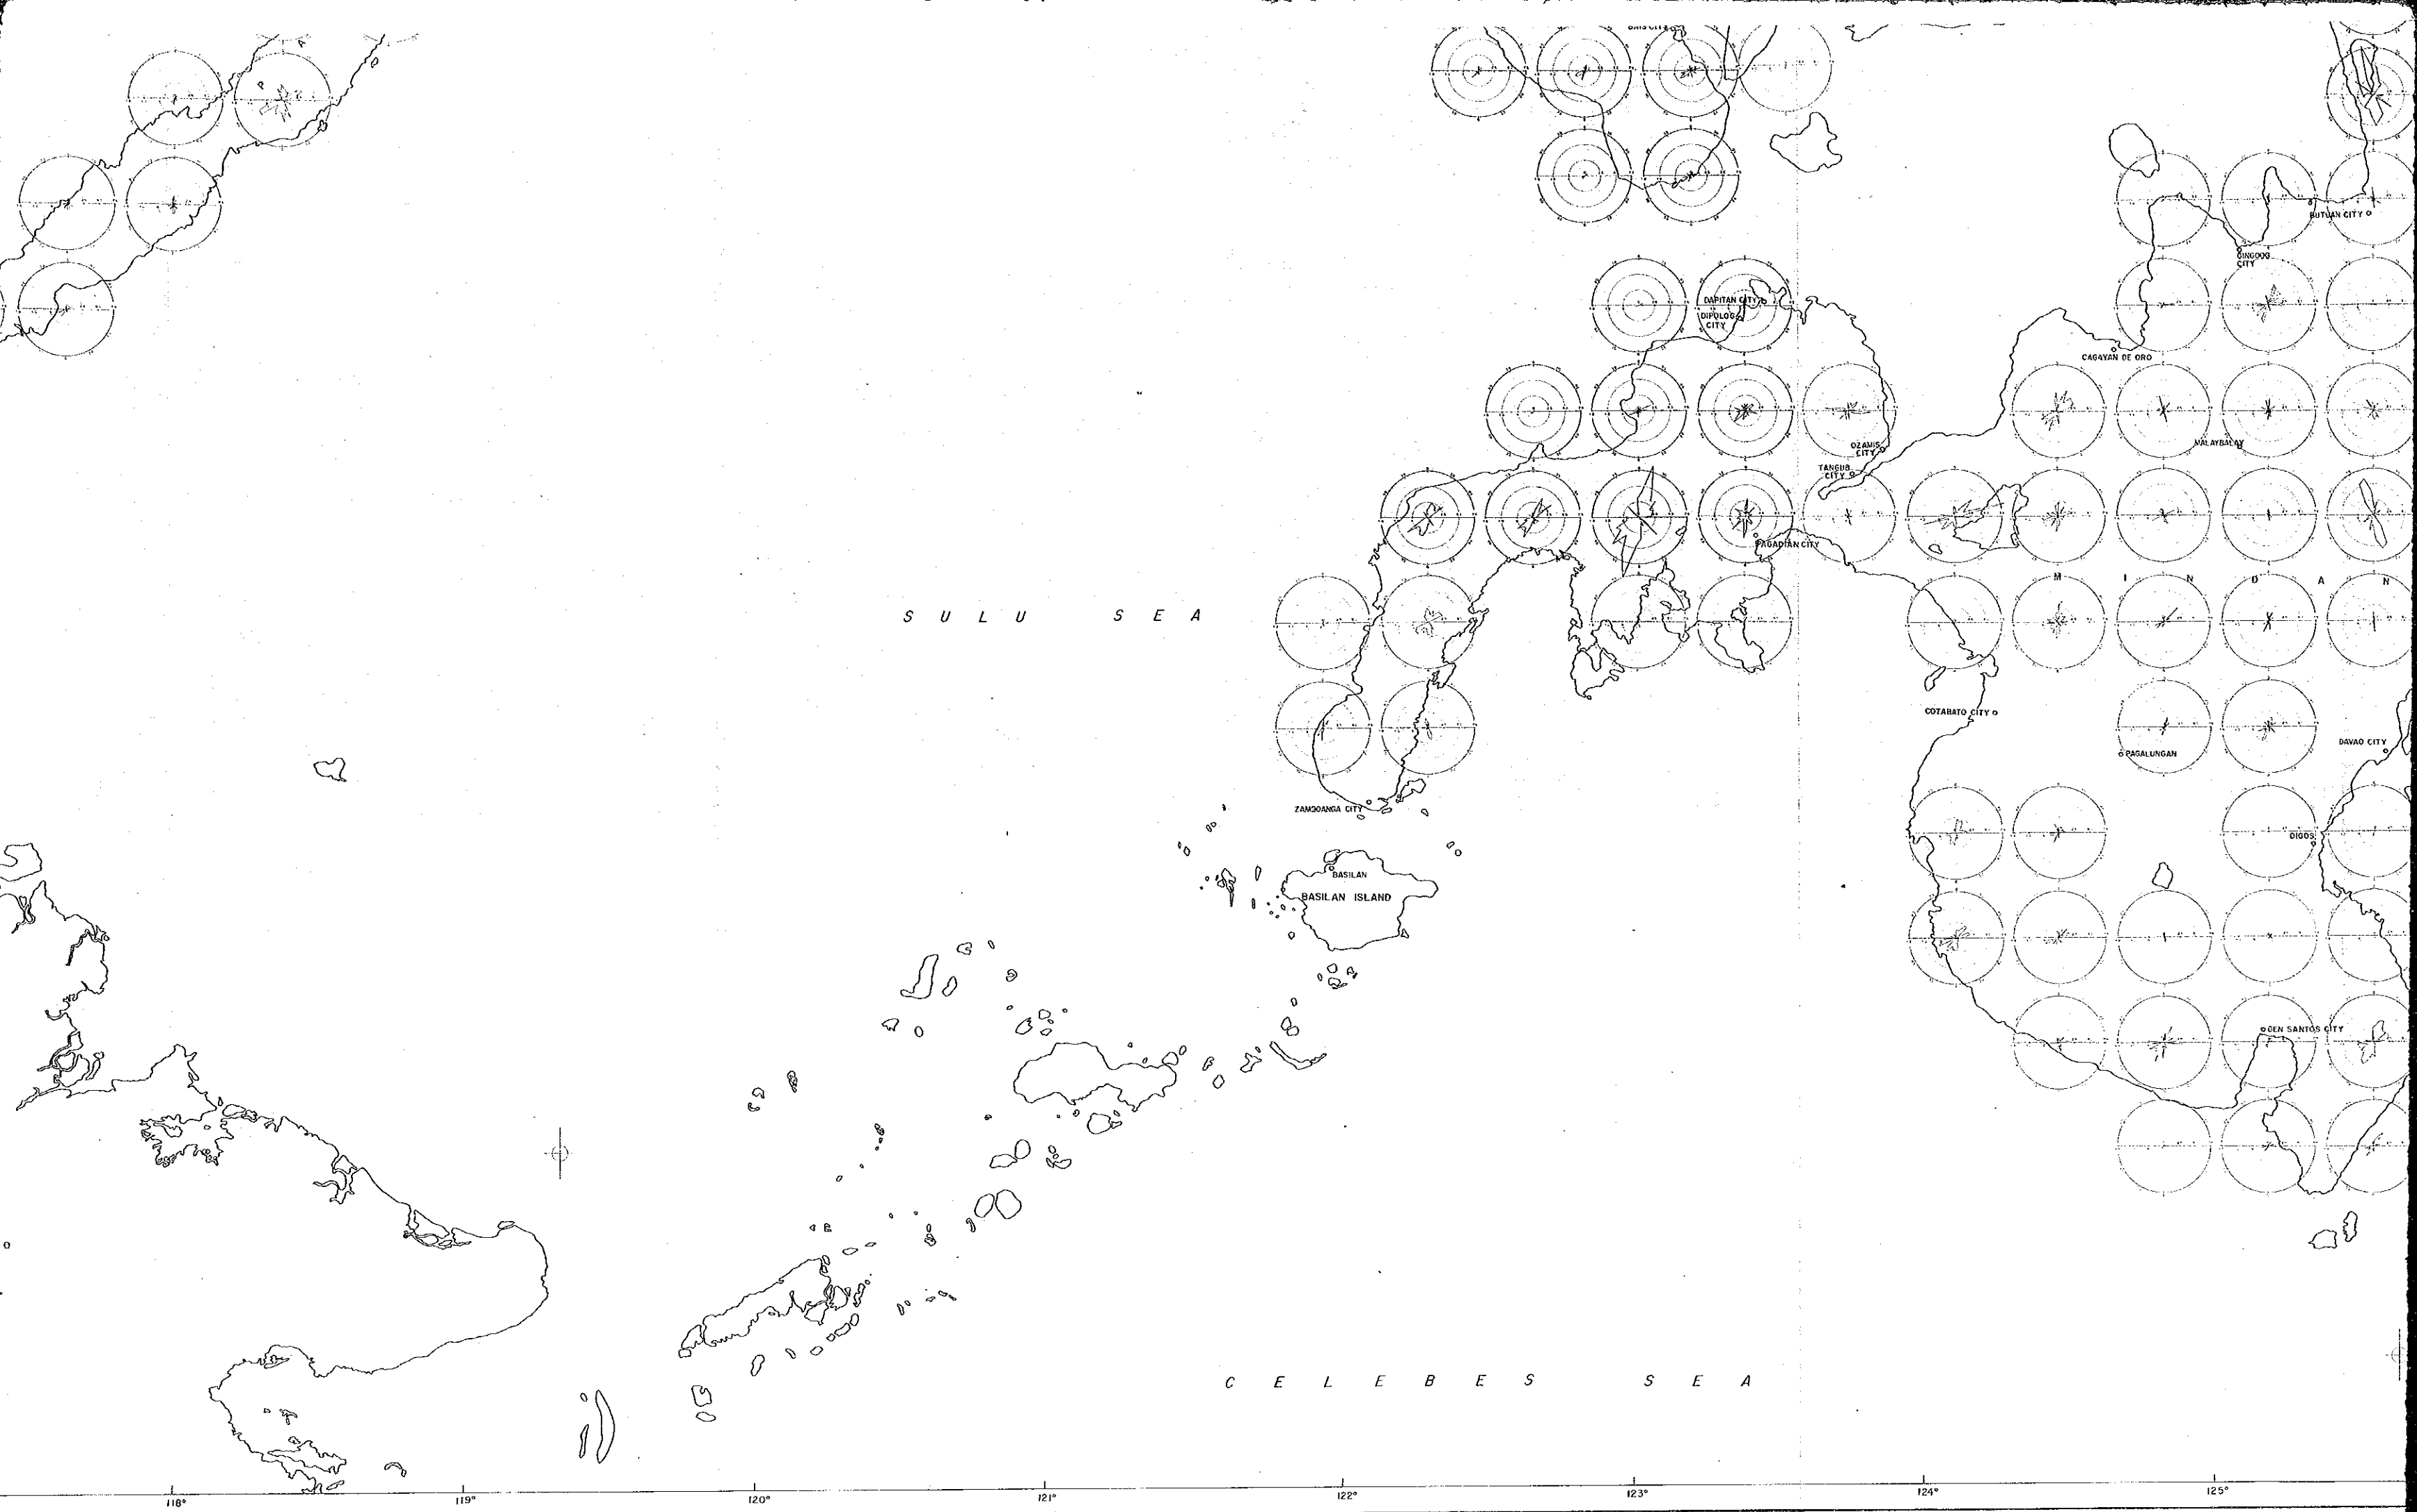 BUTUAN CITY
GINGOOG
CITY
DAPITAN CITY
DIPOLOG
CITY
CAGAYAN DE ORO
OZAMIS
CITY
MALAYBALAY
TANGUB
CITY
PAGADIAN CITY
M I N D A N
SULU SEA
COTABATO CITY
DAVAO CITY
PAGALUNGAN
ZAMBOANGA CITY
DIGOS
BASILAN
BASILAN ISLAND
GEN SANTOS CITY
CELEBES SEA
118° 119° 120° 121° 122° 123° 124° 125°